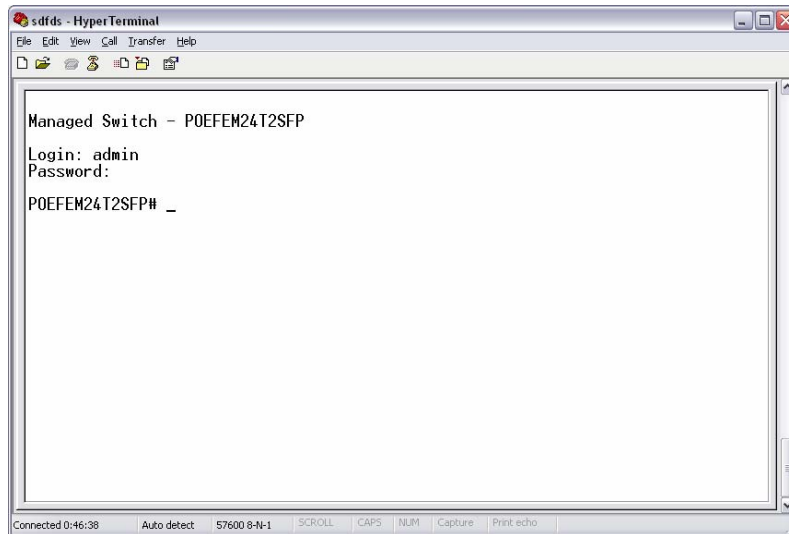 sdfds - HyperTerminal
File Edit View Call Transfer Help
Managed Switch - POEFEM24T2SFP
Login: admin
Password:
POEFEM24T2SFP# _
Connected 0:46:38 Auto detect 57600 8-N-1 SCROLL CAPS NUM Capture Print echo